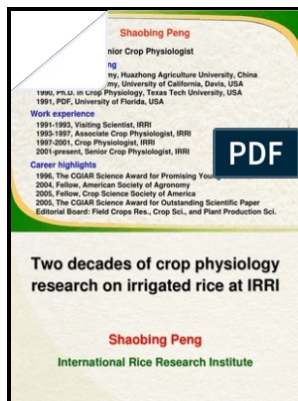 Shaobing Peng
nior Crop Physiologist
ng
my, Huazhong Agriculture University, China
my, University of California, Davis, USA
1990, Ph.D. in Crop Physiology, Texas Tech University, USA
1991, PDF, University of Florida, USA
Work experience
1991-1993, Visiting Scientist, IRRI
1993-1997, Associate Crop Physiologist, IRRI
1997-2001, Crop Physiologist, IRRI
2001-present, Senior Crop Physiologist, IRRI
PDF
Career highlights
1996, The CGIAR Science Award for Promising Young
2004, Fellow, American Society of Agronomy
2005, Fellow, Crop Science Society of America
2005, The CGIAR Award for Outstanding Scientific Paper
Editorial Board: Field Crops Res., Crop Sci., and Plant Production Sci.
Two decades of crop physiology
research on irrigated rice at IRRI
Shaobing Peng
International Rice Research Institute